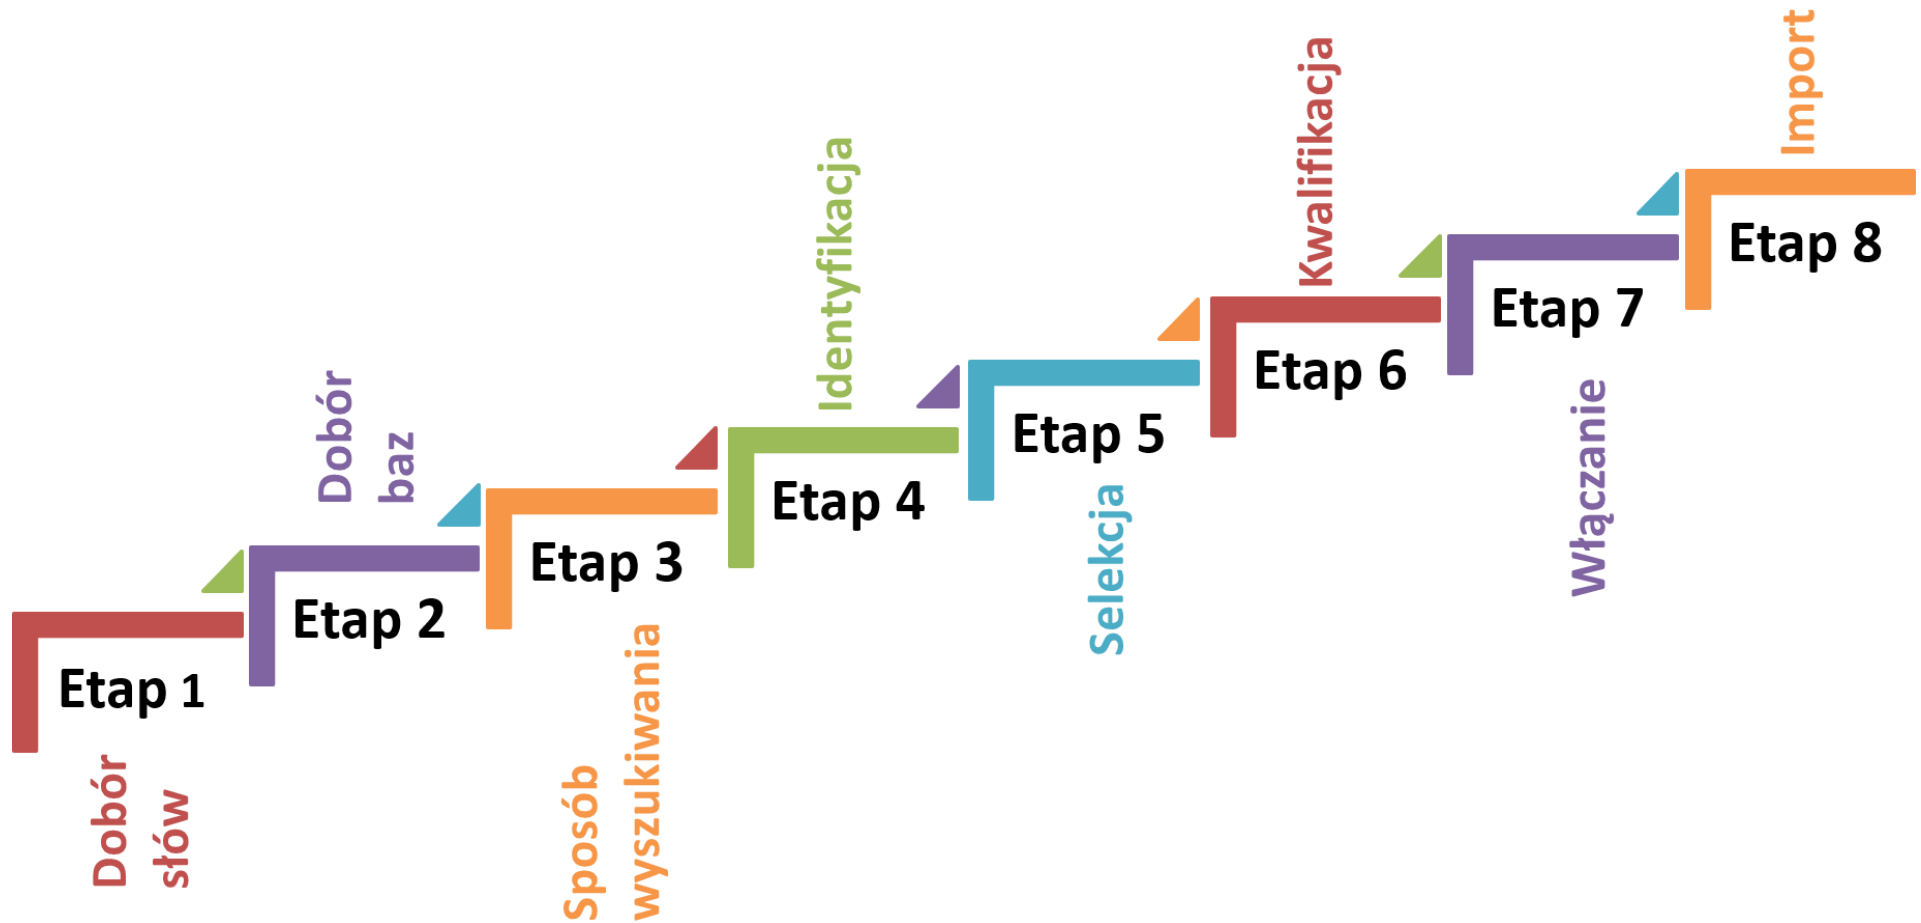 Etap 1
Dobór
słów
Etap 2
Dobór
baz
Etap 3
Sposób
wyszukiwania
Etap 4
Identyfikacja
Etap 5
Selekcja
Etap 6
Kwalifikacja
Etap 7
Włączanie
Etap 8
Import